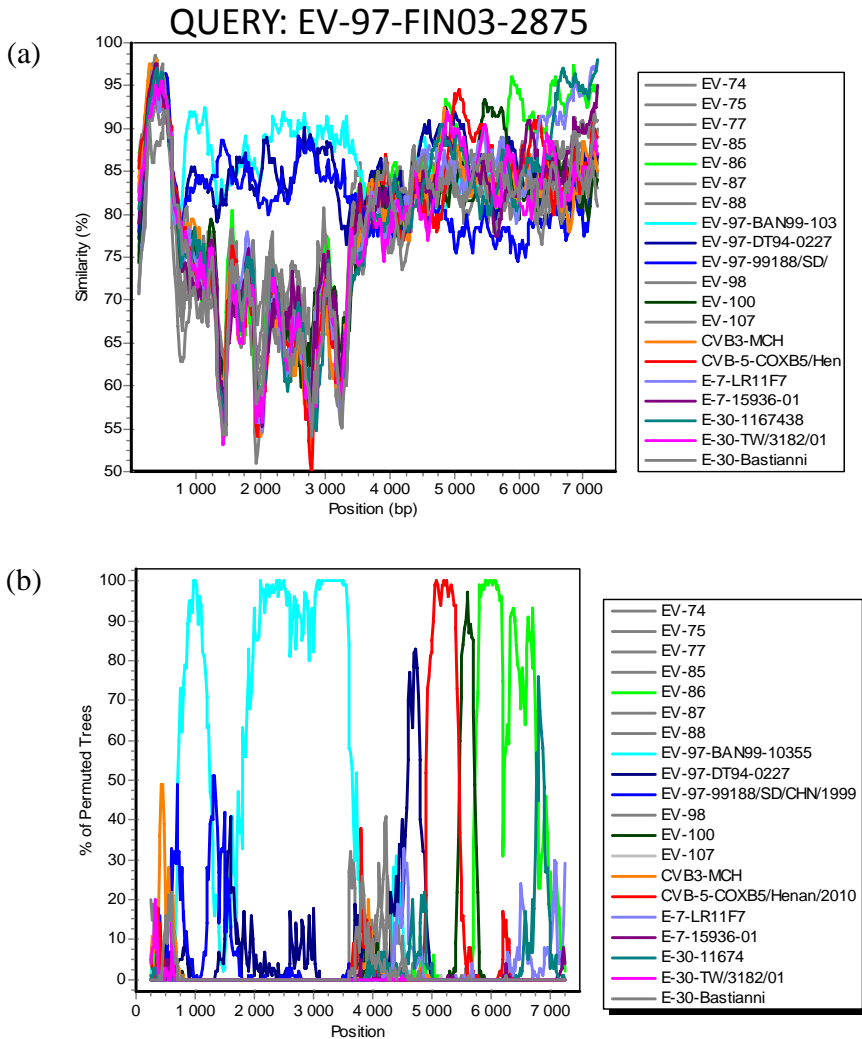 QUERY: EV-97-FIN03-2875
(a)
100
95
90
85
80
75
70
65
60
55
50
Similarity (%)
1 000 2 000 3 000 4 000 5 000 6 000 7 000
Position (bp)
EV-74
EV-75
EV-77
EV-85
EV-86
EV-87
EV-88
EV-97-BAN99-103
EV-97-DT94-0227
EV-97-99188/SD/
EV-98
EV-100
EV-107
CVB3-MCH
CVB-5-COXB5/Hen
E-7-LR11F7
E-7-15936-01
E-30-1167438
E-30-TW/3182/01
E-30-Bastianni
(b)
100
90
80
70
60
50
40
30
20
10
0
% of Permuted Trees
0 1 000 2 000 3 000 4 000 5 000 6 000 7 000
Position
EV-74
EV-75
EV-77
EV-85
EV-86
EV-87
EV-88
EV-97-BAN99-10355
EV-97-DT94-0227
EV-97-99188/SD/CHN/1999
EV-98
EV-100
EV-107
CVB3-MCH
CVB-5-COXB5/Henan/2010
E-7-LR11F7
E-7-15936-01
E-30-11674
E-30-TW/3182/01
E-30-Bastianni